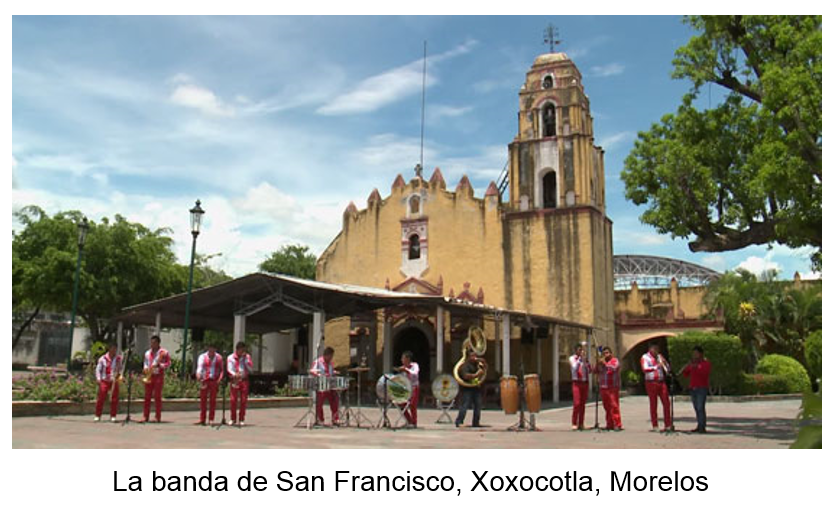 La banda de San Francisco, Xoxocotla, Morelos